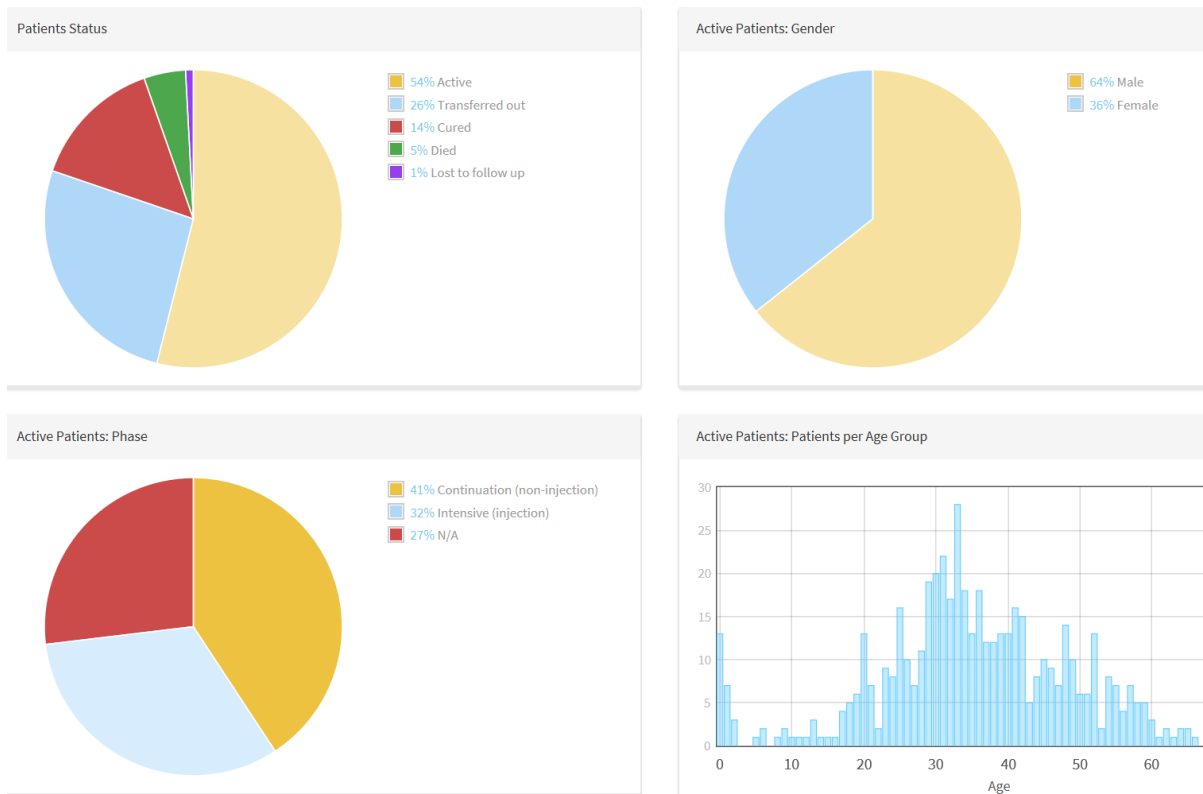 Patients Status
54% Active
26% Transferred out
14% Cured
5% Died
1% Lost to follow up
Active Patients: Gender
64% Male
36% Female
Active Patients: Phase
41% Continuation (non-injection)
32% Intensive (injection)
27% N/A
Active Patients: Patients per Age Group
30
25
20
15
10
5
0
0 10 20 30 40 50 60
Age